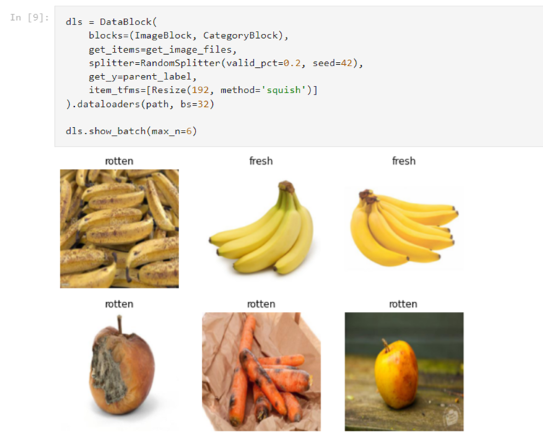 In [9]:
dls = DataBlock(
    blocks=(ImageBlock, CategoryBlock),
    get_items=get_image_files,
    splitter=RandomSplitter(valid_pct=0.2, seed=42),
    get_y=parent_label,
    item_tfms=[Resize(192, method='squish')]
).dataloaders(path, bs=32)

dls.show_batch(max_n=6)
rotten fresh fresh
rotten rotten rotten